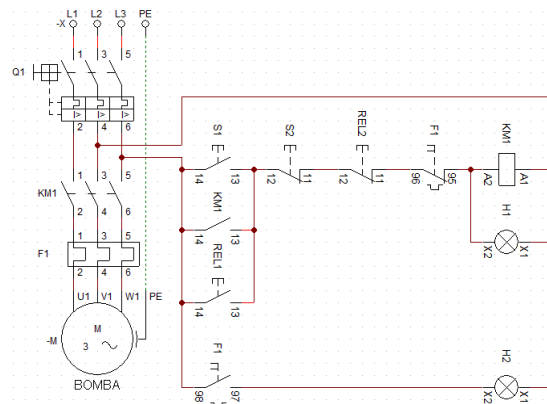 L1 L2 L3 PE
-X
1 3 5
Q1
I> I> I>
2 4 6
S1 S2 REL2 F1 KM1
14 13 12 11 12 11 96 95 A2 A1
KM1 1 3 5
2 4 6
KM1
14 13
H1
X2 X1
F1 1 3 5
2 4 6
REL1
14 13
U1 V1 W1 PE
-M
M
3
BOMBA
F1
98 97
H2
X2 X1